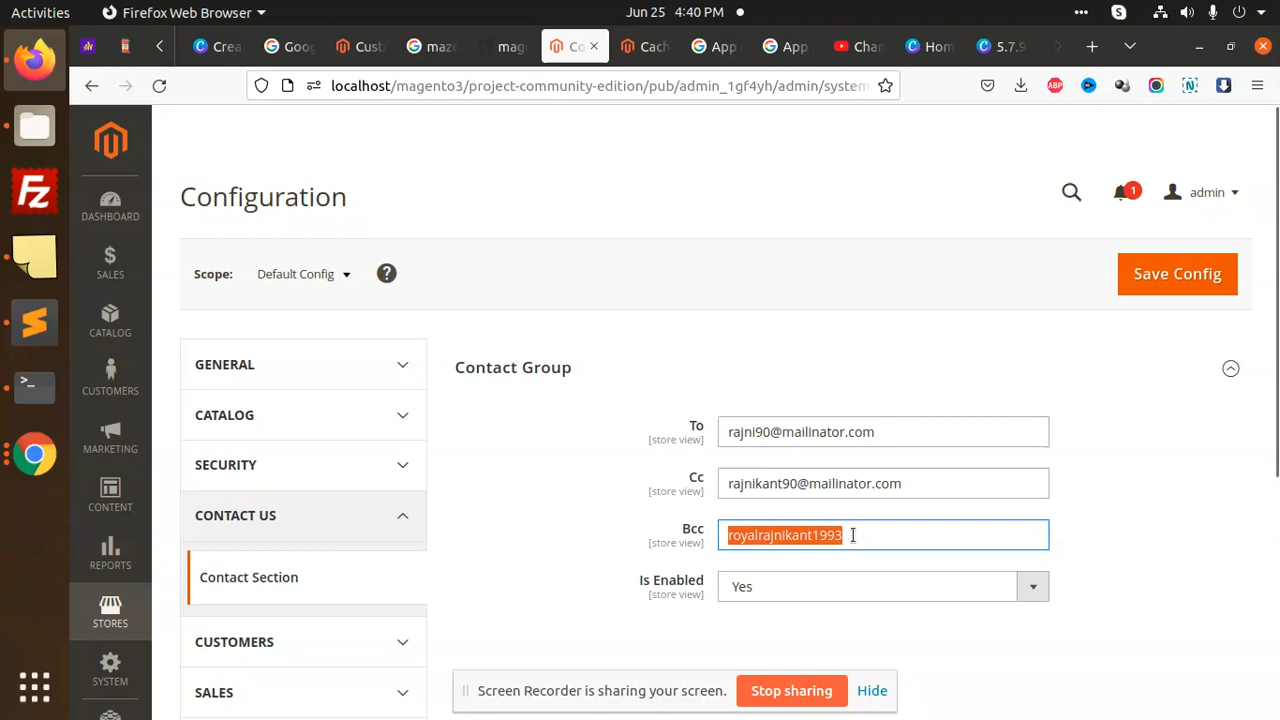 Activities
Firefox Web Browser
Jun 25 4:40 PM
Crea
Goog
Cust
maze
mag
Co
Cach
App
App
Chan
Hom
5.7.9
localhost/magento3/project-community-edition/pub/admin_1gf4yh/admin/system
ABP
Configuration
1
admin
Scope:
Default Config
?
Save Config
DASHBOARD
SALES
CATALOG
CUSTOMERS
MARKETING
CONTENT
REPORTS
STORES
SYSTEM
GENERAL
CATALOG
SECURITY
CONTACT US
Contact Section
CUSTOMERS
SALES
Contact Group
To
[store view]
rajni90@mailinator.com
Cc
[store view]
rajnikant90@mailinator.com
Bcc
[store view]
royalrajnikant1993
Is Enabled
[store view]
Yes
Screen Recorder is sharing your screen.
Stop sharing
Hide